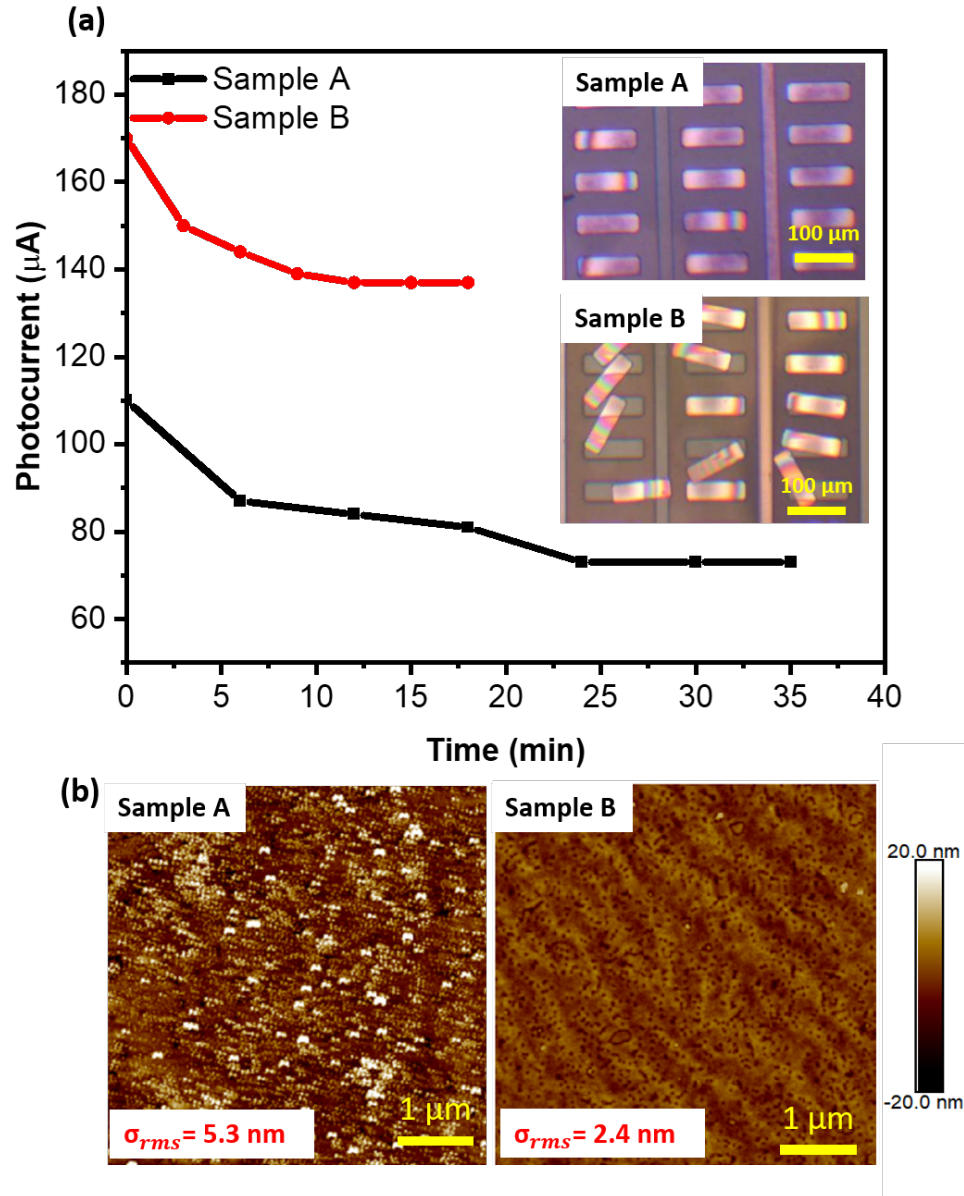 (a)
Sample A
Sample B
Sample A
100 µm
Sample B
100 µm
180
160
140
120
100
80
60
Photocurrent (µA)
0 5 10 15 20 25 30 35 40
Time (min)
(b)
Sample A
σrms= 5.3 nm
1 µm
Sample B
σrms= 2.4 nm
1 µm
20.0 nm
-20.0 nm